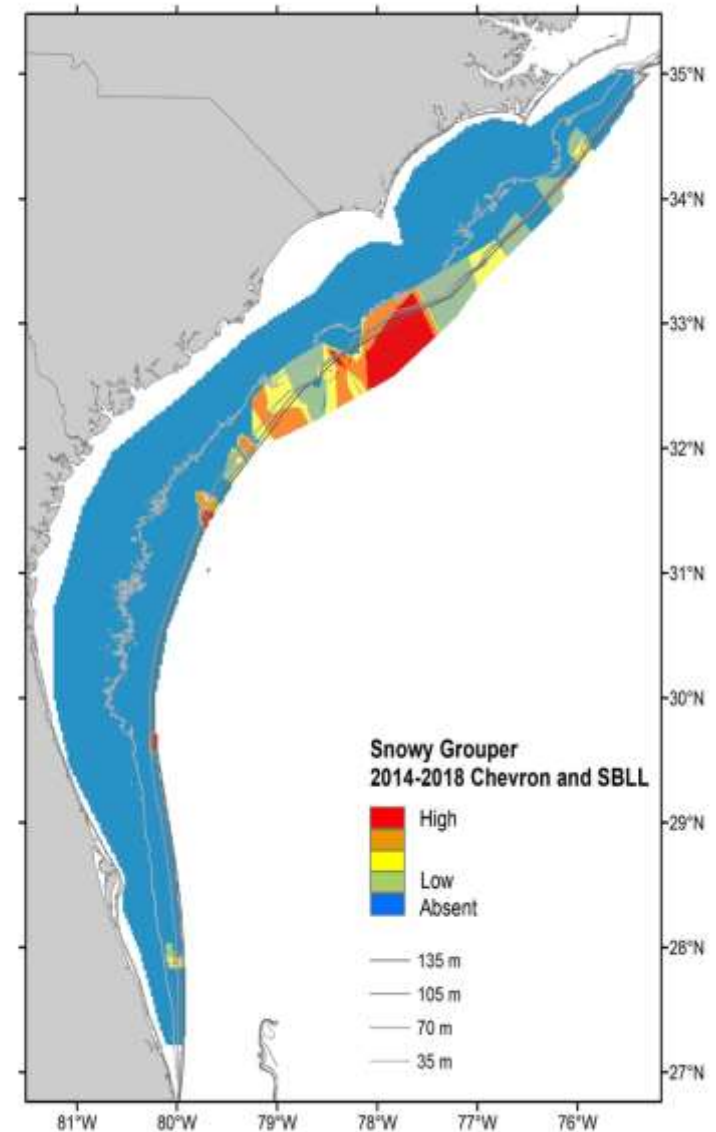 35°N
34°N
33°N
32°N
31°N
30°N
29°N
28°N
27°N
Snowy Grouper
2014-2018 Chevron and SBLL
High
Low
Absent
135 m
105 m
70 m
35 m
81°W 80°W 79°W 78°W 77°W 76°W